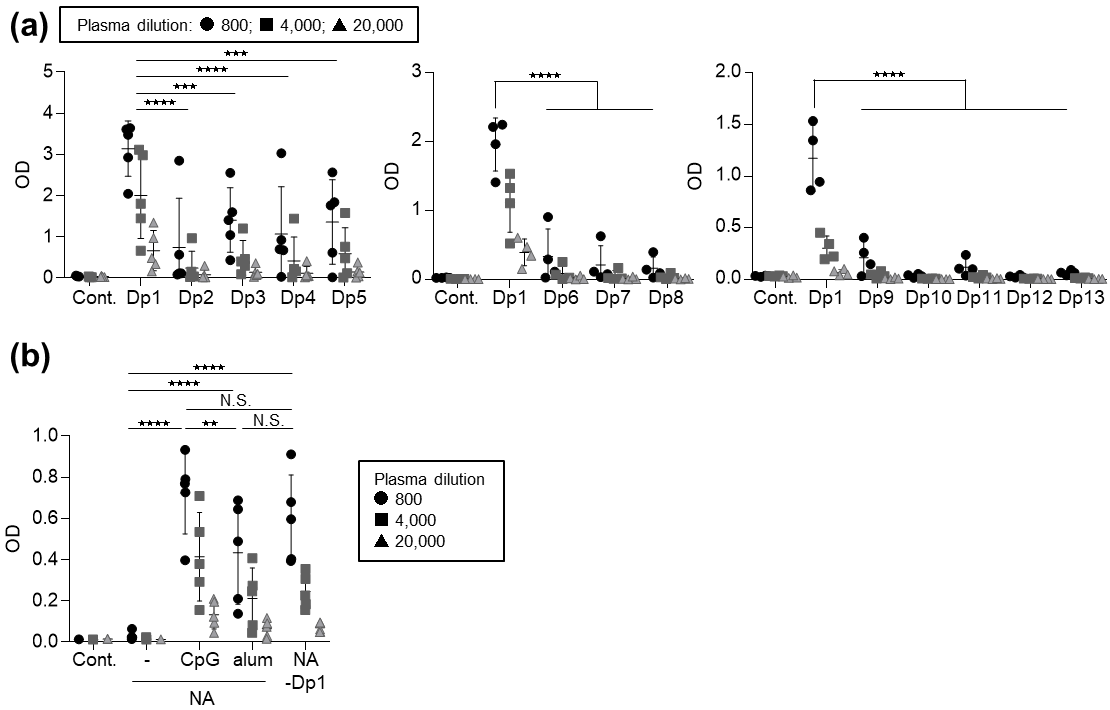 (a)
Plasma dilution: ● 800; ■ 4,000; ▲ 20,000
★★★
★★★★
★★★
★★★★
5
4
3
2
1
0
OD
Cont. Dp1 Dp2 Dp3 Dp4 Dp5
★★★★
3
2
1
0
OD
Cont. Dp1 Dp6 Dp7 Dp8
★★★★
2.0
1.5
1.0
0.5
0.0
OD
Cont. Dp1 Dp9 Dp10 Dp11 Dp12 Dp13
(b)
★★★★
★★★★
N.S.
★★★★ ★★ N.S.
1.0
0.8
0.6
0.4
0.2
0.0
OD
Cont. - CpG alum NA
-Dp1
NA
Plasma dilution
● 800
■ 4,000
▲ 20,000